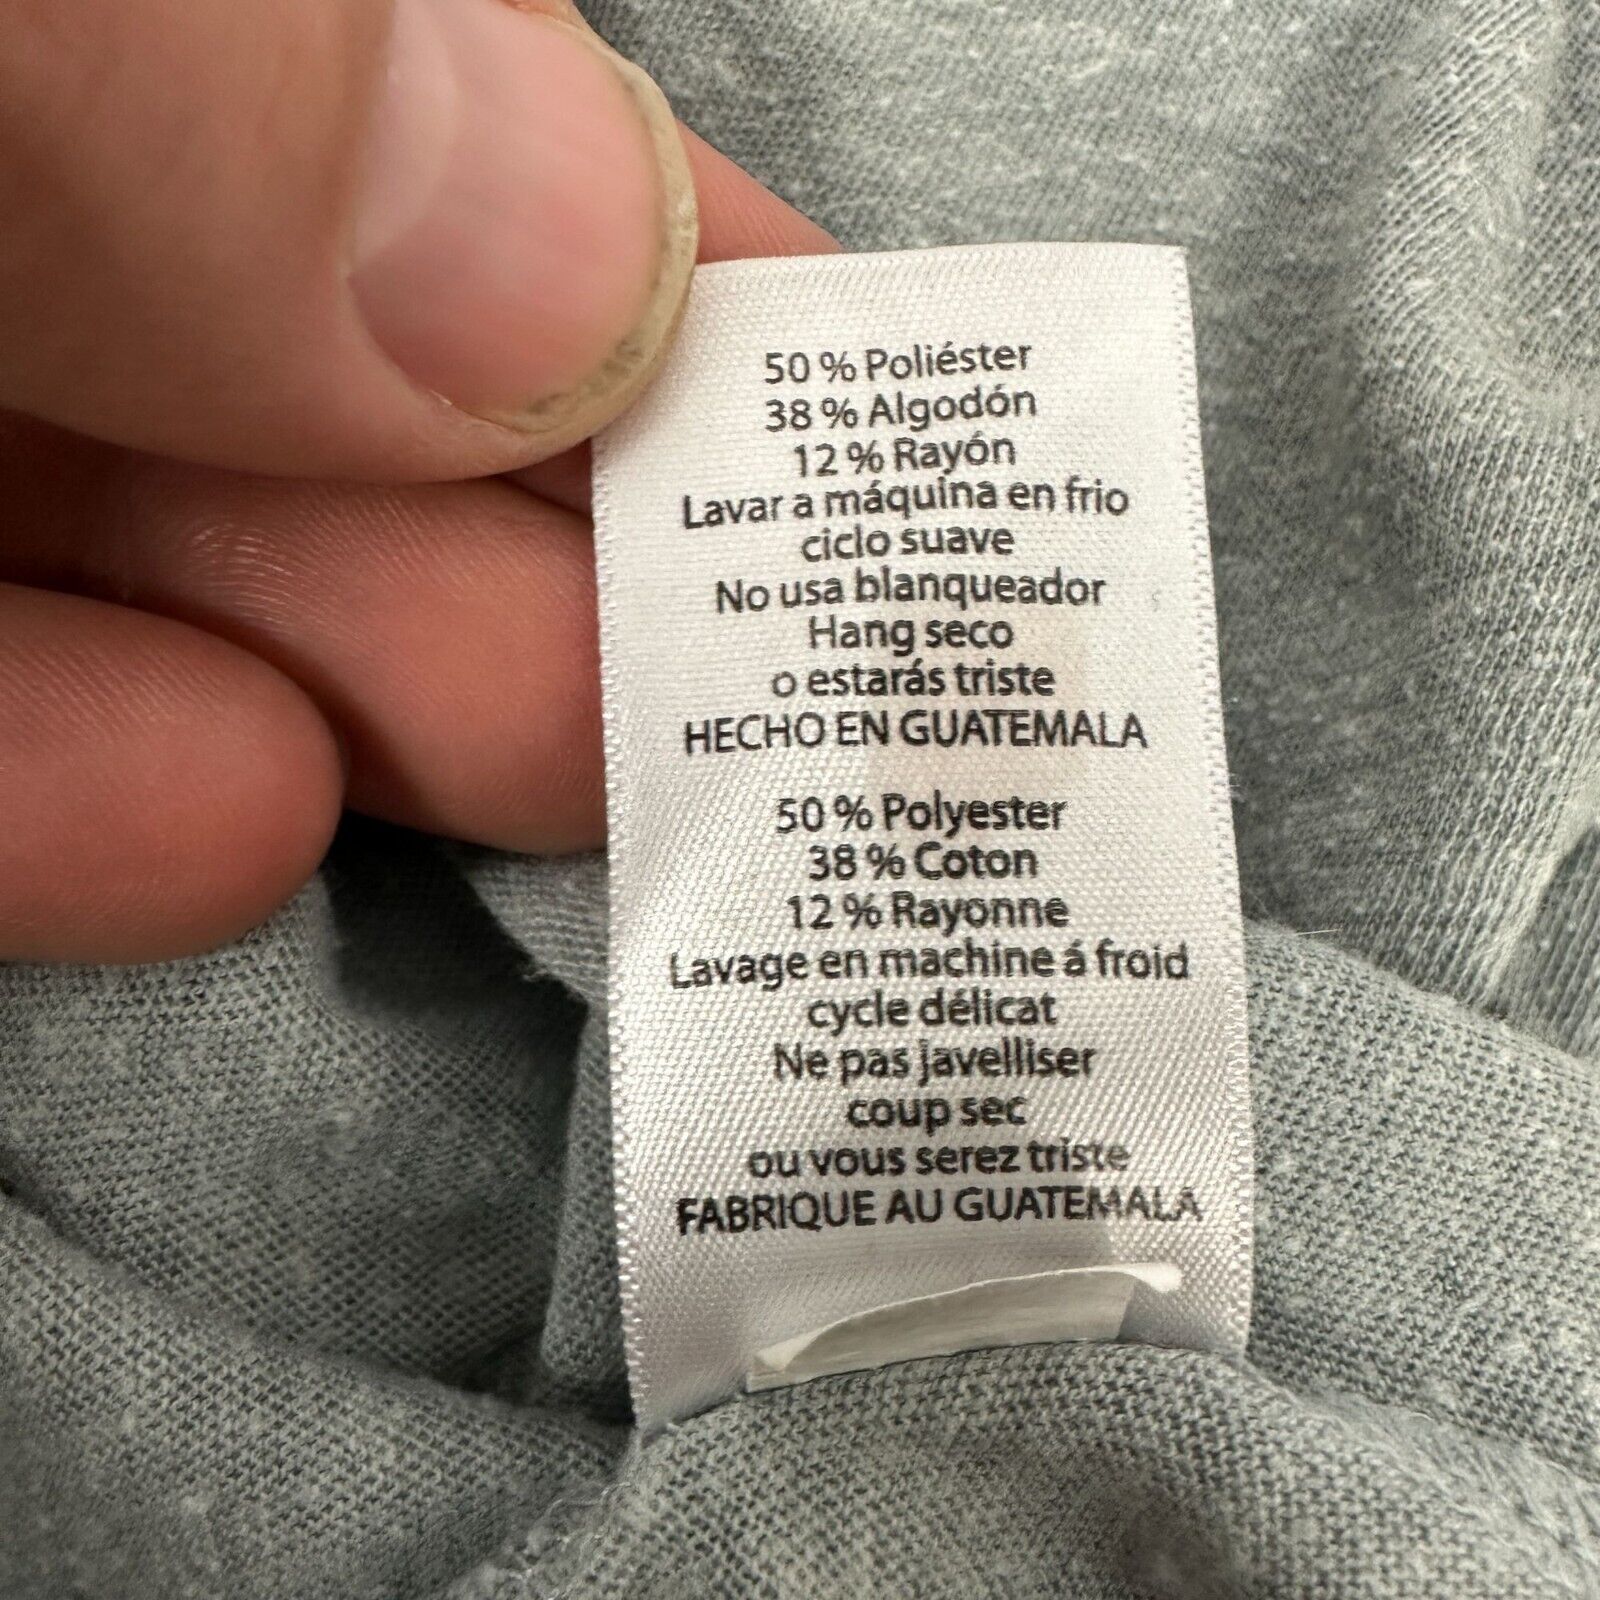 50 % Poliéster
38 % Algodón
12 % Rayón
Lavar a máquina en frio
ciclo suave
No usa blanqueador
Hang seco
o estarás triste
HECHO EN GUATEMALA
50 % Polyester
38 % Coton
12 % Rayonne
Lavage en machine á froid
cycle délicat
Ne pas javelliser
coup sec
ou vous serez triste
FABRIQUE AU GUATEMALA